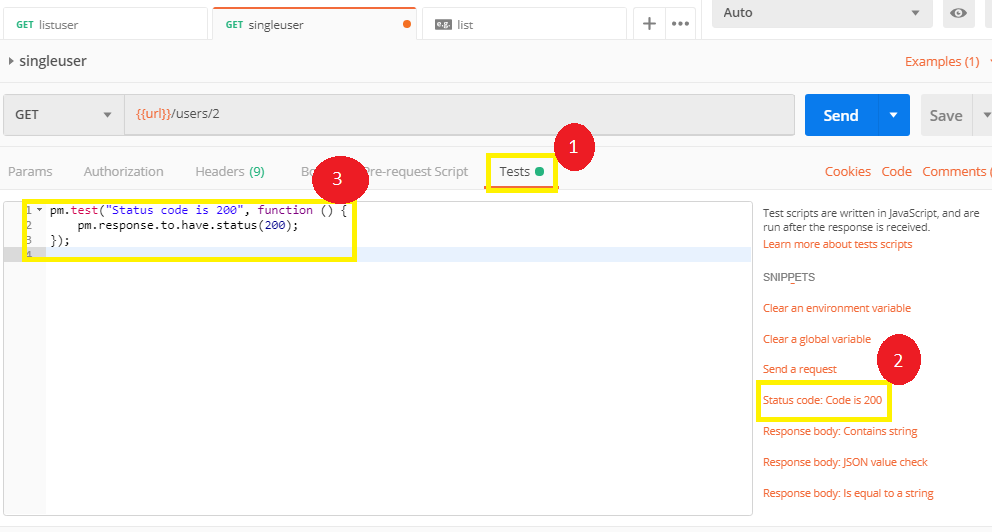 GET listuser
GET singleuser
e.g. list
Auto
singleuser
Examples (1)
GET
{{url}}/users/2
Send
Save
1
Params
Authorization
Headers (9)
Pre-request Script
Tests
Cookies
Code
Comments (
3
1 pm.test("Status code is 200", function () {
2 pm.response.to.have.status(200);
3 });
4
Test scripts are written in JavaScript, and are
run after the response is received.
Learn more about tests scripts
SNIPPETS
Clear an environment variable
Clear a global variable
2
Send a request
Status code: Code is 200
Response body: Contains string
Response body: JSON value check
Response body: Is equal to a string